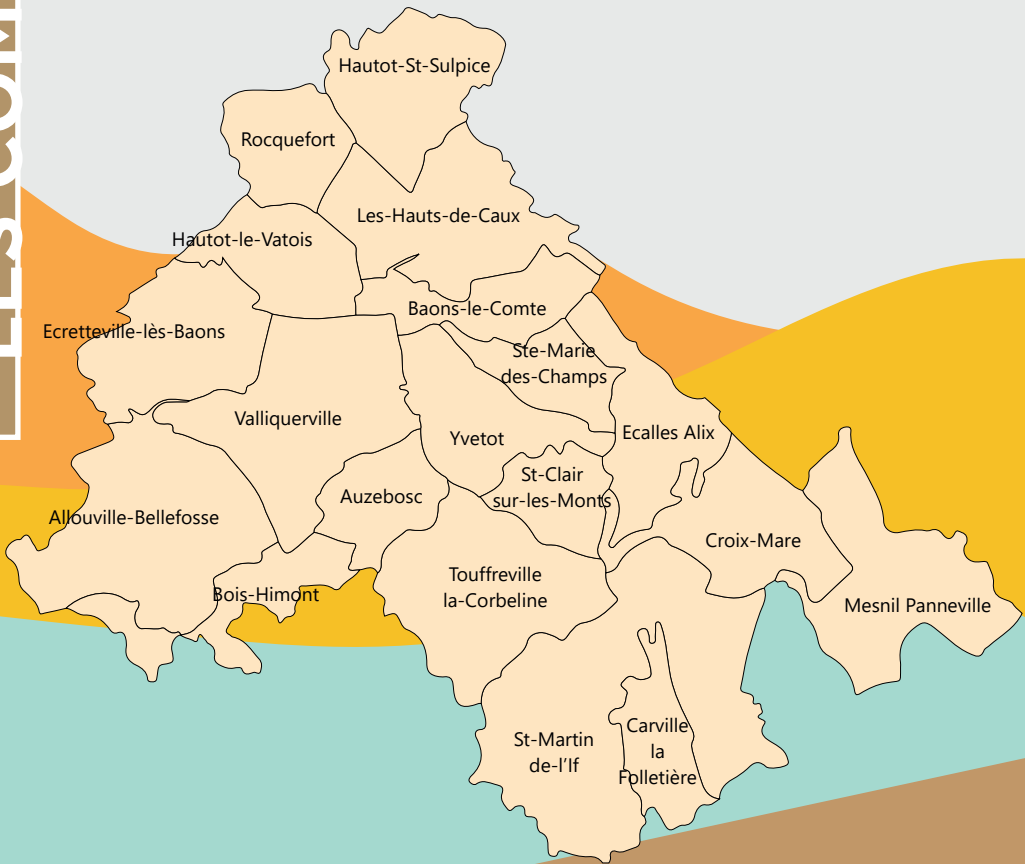 LES COM
Hautot-St-Sulpice
Rocquefort
Les-Hauts-de-Caux
Hautot-le-Vatois
Baons-le-Comte
Ecretteville-lès-Baons
Ste-Marie
des-Champs
Valliquerville
Yvetot
Ecalles Alix
St-Clair
sur-les-Monts
Auzebosc
Allouville-Bellefosse
Croix-Mare
Touffreville
la-Corbeline
Bois-Himont
Mesnil Panneville
St-Martin
de-l’If
Carville
la
Folletière